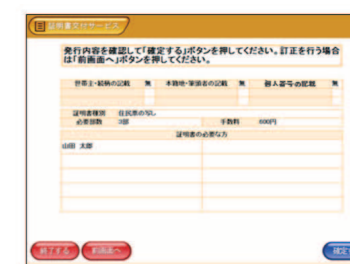 証明書交付サービス
発行内容を確認して「確定する」ボタンを押してください。訂正を行う場合
は「前画面へ」ボタンを押してください。
世帯主・続柄の記載 無 本籍地・筆頭者の記載 無 個人番号の記載 無
証明書種別 住民票の写し
必要部数 3部 手数料 600円
証明書の必要な方
山田 太郎
終了する 前画面へ 確定